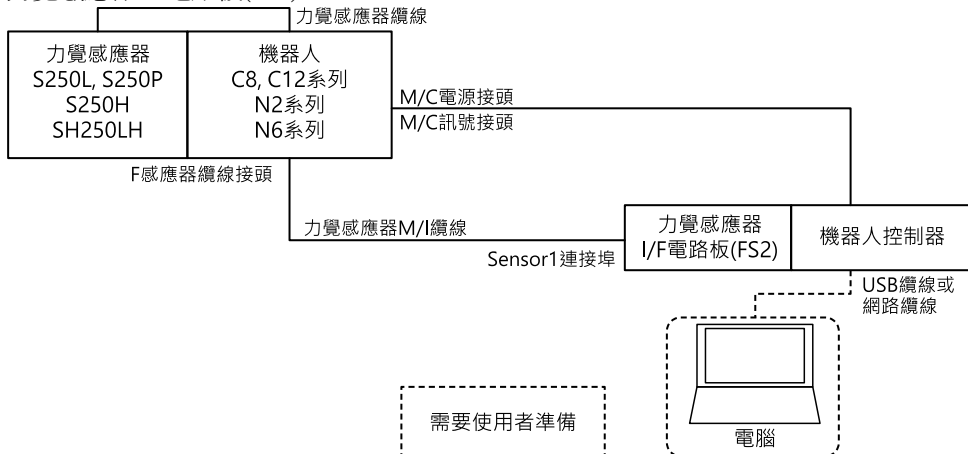 力覺感應器纜線
力覺感應器
S250L, S250P
S250H
SH250LH
機器人
C8, C12系列
N2系列
N6系列
M/C電源接頭
M/C訊號接頭
F感應器纜線接頭
力覺感應器M/I纜線
Sensor1連接埠
力覺感應器
I/F電路板(FS2)
機器人控制器
USB纜線或
網路纜線
需要使用者準備
電腦